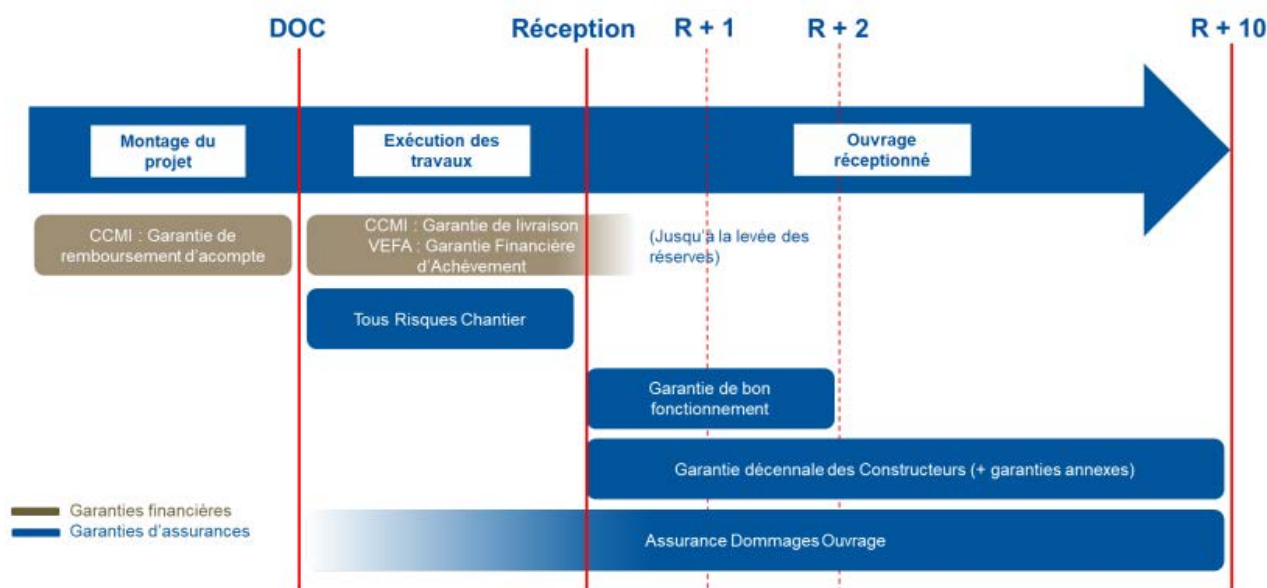 DOC
Réception
R + 1
R + 2
R + 10
Montage du
projet
Exécution des
travaux
Ouvrage
réceptionné
CCMI : Garantie de
remboursement d'acompte
CCMI : Garantie de livraison
VEFA : Garantie Financière
d'Achèvement
(Jusqu'à la levée des
réserves)
Tous Risques Chantier
Garantie de bon
fonctionnement
Garantie décennale des Constructeurs (+ garanties annexes)
Garanties financières
Garanties d'assurances
Assurance Dommages Ouvrage